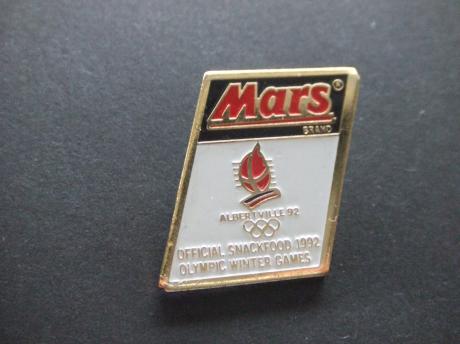 Mars®
BRAND
ALBERTVILLE 92
OFFICIAL SNACKFOOD 1992
OLYMPIC WINTER GAMES